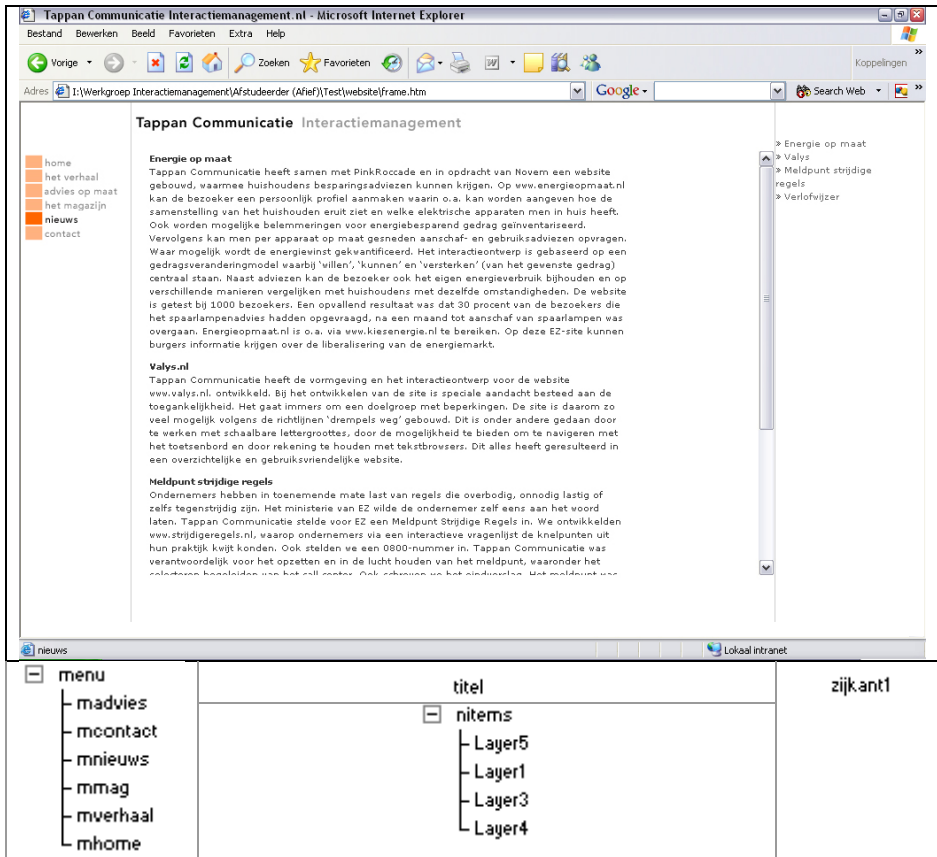 Tappan Communicatie Interactiemanagement.nl - Microsoft Internet Explorer
Bestand Bewerken Beeld Favorieten Extra Help
Vorige Zoeken Favorieten Koppelingen
Adres I:\Werkgroep Interactiemanagement\Afstudeerder (Afief)\Test\website\frame.htm Google Search Web
Tappan Communicatie Interactiemanagement
home
het verhaal
advies op maat
het magazijn
nieuws
contact
Energie op maat
Tappan Communicatie heeft samen met PinkRoccade en in opdracht van Novem een website
gebouwd, waarmee huishoudens besparingsadviezen kunnen krijgen. Op www.energieopmaat.nl
kan de bezoeker een persoonlijk profiel aanmaken waarin o.a. kan worden aangeven hoe de
samenstelling van het huishouden eruit ziet en welke elektrische apparaten men in huis heeft.
Ook worden mogelijke belemmeringen voor energiebesparend gedrag geïnventariseerd.
Vervolgens kan men per apparaat op maat gesneden aanschaf- en gebruiksadviezen opvragen.
Waar mogelijk wordt de energiewinst gekwantificeerd. Het interactieontwerp is gebaseerd op een
gedragsveranderingmodel waarbij 'willen', 'kunnen' en 'versterken' (van het gewenste gedrag)
centraal staan. Naast adviezen kan de bezoeker ook het eigen energieverbruik bijhouden en op
verschillende manieren vergelijken met huishoudens met dezelfde omstandigheden. De website
is getest bij 1000 bezoekers. Een opvallend resultaat was dat 30 procent van de bezoekers die
het spaarlampenadvies hadden opgevraagd, na een maand tot aanschaf van spaarlampen was
overgaan. Energieopmaat.nl is o.a. via www.kiesenergie.nl te bereiken. Op deze EZ-site kunnen
burgers informatie krijgen over de liberalisering van de energiemarkt.
Valys.nl
Tappan Communicatie heeft de vormgeving en het interactieontwerp voor de website
www.valys.nl. ontwikkeld. Bij het ontwikkelen van de site is speciale aandacht besteed aan de
toegankelijkheid. Het gaat immers om een doelgroep met beperkingen. De site is daarom zo
veel mogelijk volgens de richtlijnen 'drempels weg' gebouwd. Dit is onder andere gedaan door
te werken met schaalbare lettergroottes, door de mogelijkheid te bieden om te navigeren met
het toetsenbord en door rekening te houden met tekstbrowsers. Dit alles heeft geresulteerd in
een overzichtelijke en gebruiksvriendelijke website.
Meldpunt strijdige regels
Ondernemers hebben in toenemende mate last van regels die overbodig, onnodig lastig of
zelfs tegenstrijdig zijn. Het ministerie van EZ wilde de ondernemer zelf eens aan het woord
laten. Tappan Communicatie stelde voor EZ een Meldpunt Strijdige Regels in. We ontwikkelden
www.strijdigeregels.nl, waarop ondernemers via een interactieve vragenlijst de knelpunten uit
hun praktijk kwijt konden. Ook stelden we een 0800-nummer in. Tappan Communicatie was
verantwoordelijk voor het opzetten en in de lucht houden van het meldpunt, waaronder het
selecteren begeleiden van het call center. Ook schreven we het eindverslag. Het meldpunt was
» Energie op maat
» Valys
» Meldpunt strijdige
regels
» Verlofwijzer
nieuws Lokaal intranet
menu
madvies
mcontact
mnieuws
mmag
mverhaal
mhome
titel
nitems
Layer5
Layer1
Layer3
Layer4
zijkant1